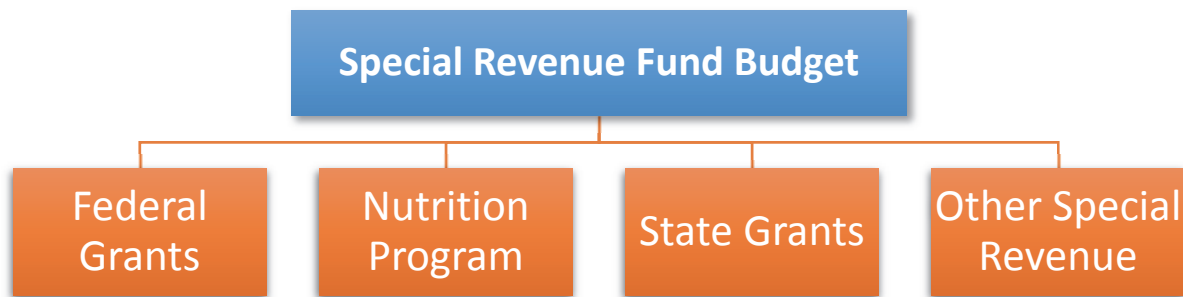 Special Revenue Fund Budget
Federal
Grants
Nutrition
Program
State Grants
Other Special
Revenue